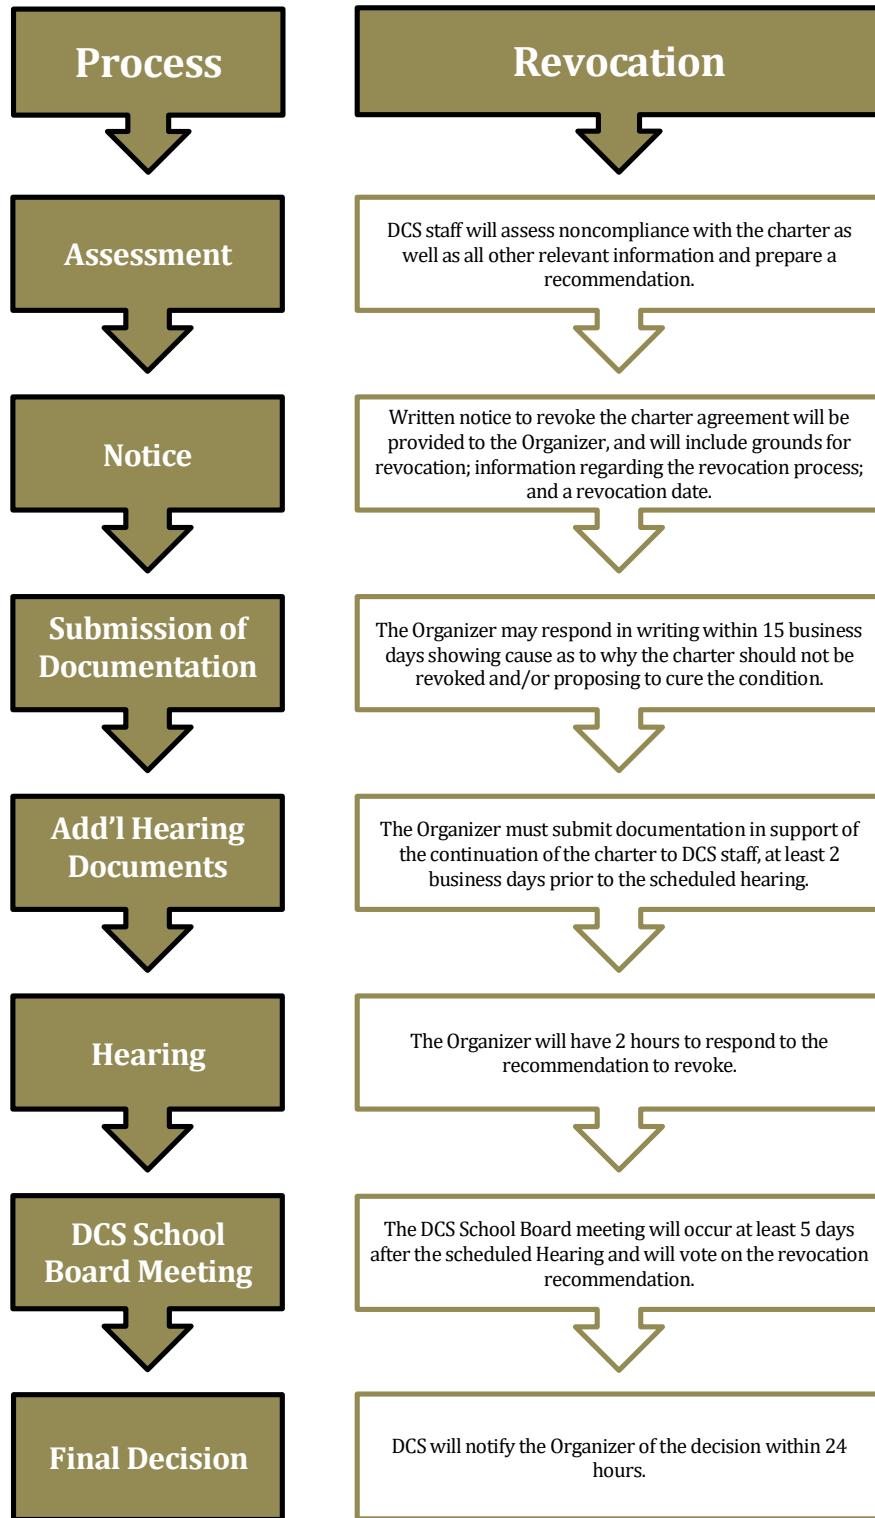 Process
Revocation
Assessment
DCS staff will assess noncompliance with the charter as
well as all other relevant information and prepare a
recommendation.
Notice
Written notice to revoke the charter agreement will be
provided to the Organizer, and will include grounds for
revocation; information regarding the revocation process;
and a revocation date.
Submission of
Documentation
The Organizer may respond in writing within 15 business
days showing cause as to why the charter should not be
revoked and/or proposing to cure the condition.
Add'l Hearing
Documents
The Organizer must submit documentation in support of
the continuation of the charter to DCS staff, at least 2
business days prior to the scheduled hearing.
Hearing
The Organizer will have 2 hours to respond to the
recommendation to revoke.
DCS School
Board Meeting
The DCS School Board meeting will occur at least 5 days
after the scheduled Hearing and will vote on the revocation
recommendation.
Final Decision
DCS will notify the Organizer of the decision within 24
hours.